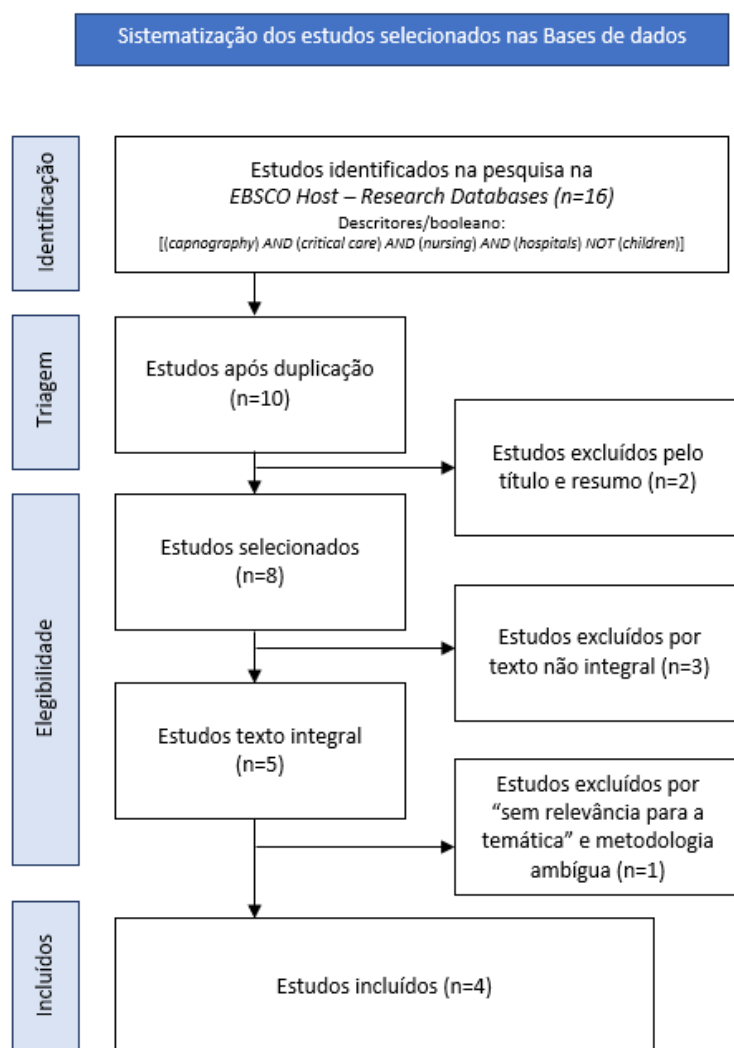 Sistematização dos estudos selecionados nas Bases de dados
Identificação
Estudos identificados na pesquisa na
EBSCO Host – Research Databases (n=16)
Descritores/booleano:
[(capnography) AND (critical care) AND (nursing) AND (hospitals) NOT (children)]
Triagem
Estudos após duplicação
(n=10)
Estudos excluídos pelo
título e resumo (n=2)
Elegibilidade
Estudos selecionados
(n=8)
Estudos excluídos por
texto não integral (n=3)
Estudos texto integral
(n=5)
Estudos excluídos por
“sem relevância para a
temática” e metodologia
ambígua (n=1)
Incluídos
Estudos incluídos (n=4)